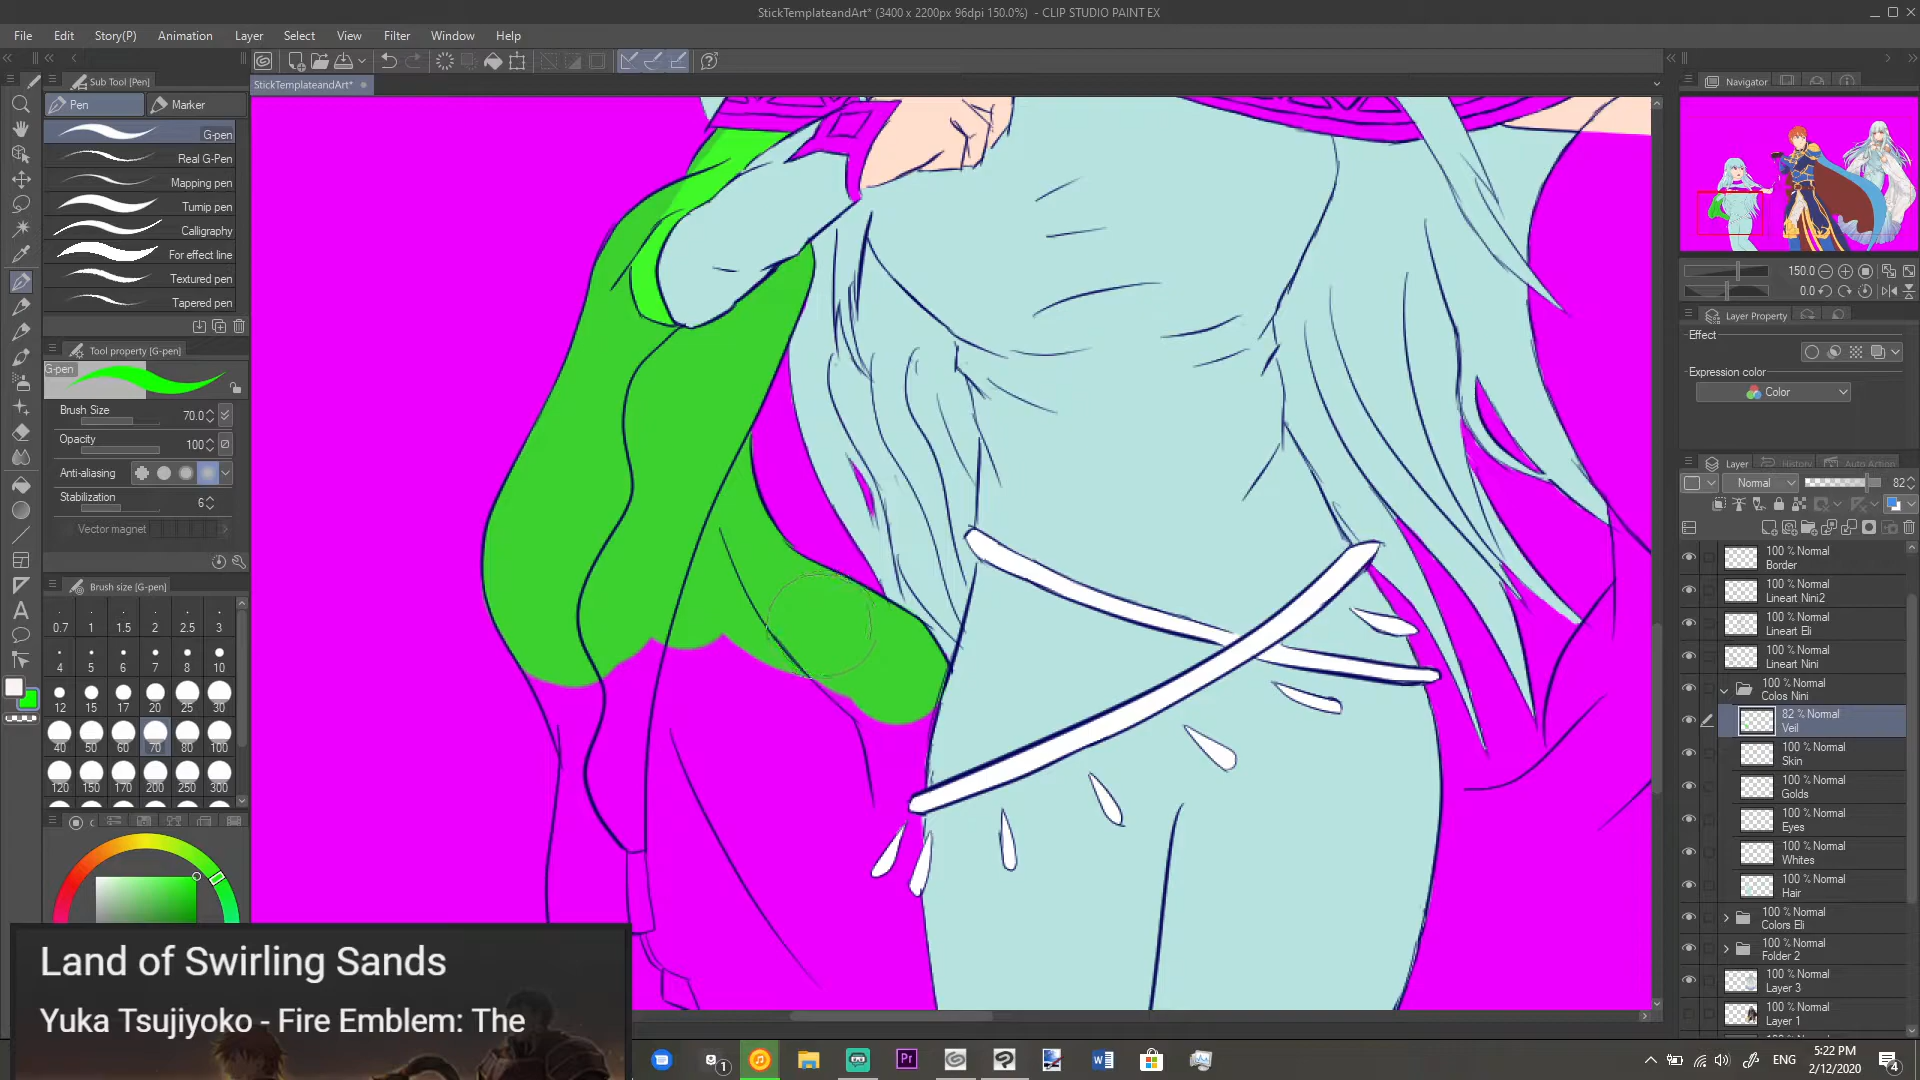 StickTemplateandArt* (3400 x 2200px 96dpi 150.0%) - CLIP STUDIO PAINT EX
File Edit Story(P) Animation Layer Select View Filter Window Help
Sub Tool [Pen]
Pen Marker
G-pen
Real G-Pen
Mapping pen
Turnip pen
Calligraphy
For effect line
Textured pen
Tapered pen
Tool property [G-pen]
G-pen
Brush Size 70.0
Opacity 100
Anti-aliasing
Stabilization 6
Vector magnet
Brush size [G-pen]
0.7 1 1.5 2 2.5 3
4 5 6 7 8 10
12 15 17 20 25 30
40 50 60 70 80 100
120 150 170 200 250 300
StickTemplateandArt*
Navigator
150.0
0.0
Layer Property
Effect
Expression color
Color
Layer History Auto Action
Normal 82
100 % Normal
Border
100 % Normal
Lineart Nini2
100 % Normal
Lineart Eli
100 % Normal
Lineart Nini
100 % Normal
Colos Nini
82 % Normal
Veil
100 % Normal
Skin
100 % Normal
Golds
100 % Normal
Eyes
100 % Normal
Whites
100 % Normal
Hair
100 % Normal
Colors Eli
100 % Normal
Folder 2
100 % Normal
Layer 3
100 % Normal
Layer 1
Land of Swirling Sands
Yuka Tsujiyoko - Fire Emblem: The
1
Pr
ENG
5:22 PM
2/12/2020
4